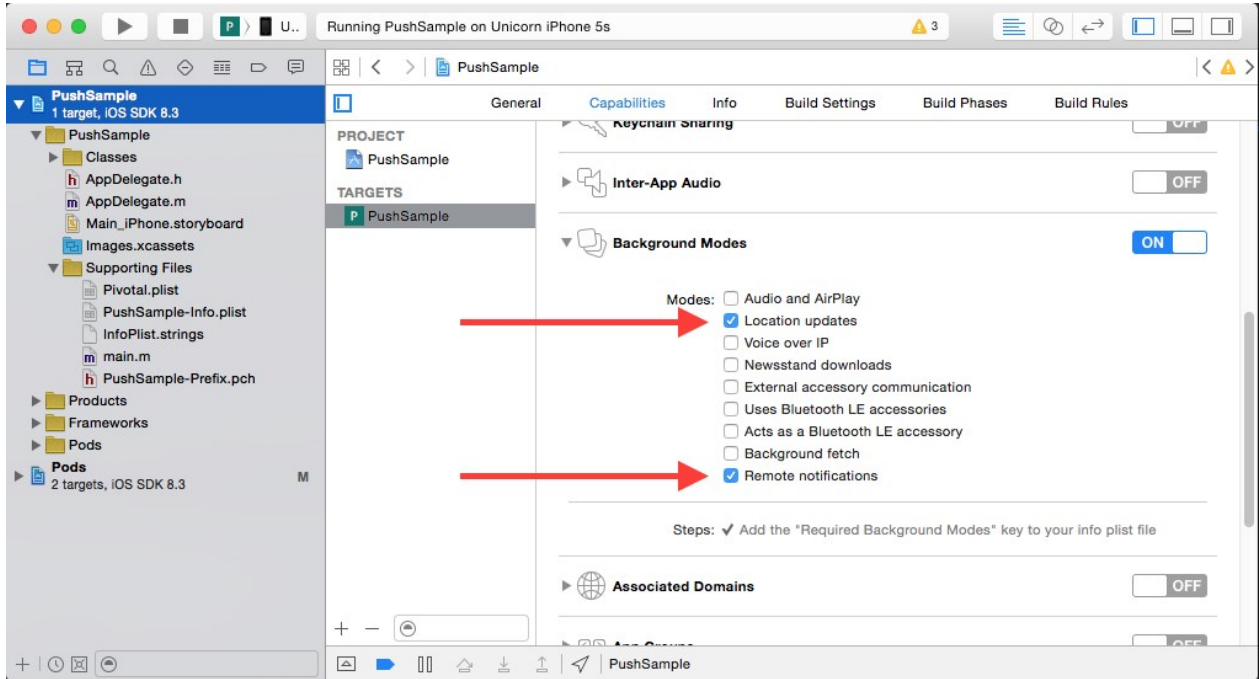 P U.. Running PushSample on Unicorn iPhone 5s 3
PushSample
PushSample
1 target, iOS SDK 8.3
PushSample
Classes
h AppDelegate.h
m AppDelegate.m
Main_iPhone.storyboard
Images.xcassets
Supporting Files
Pivotal.plist
PushSample-Info.plist
InfoPlist.strings
m main.m
h PushSample-Prefix.pch
Products
Frameworks
Pods
Pods M
2 targets, iOS SDK 8.3
General Capabilities Info Build Settings Build Phases Build Rules
PROJECT
PushSample
TARGETS
P PushSample
Keychain Sharing OFF
Inter-App Audio OFF
Background Modes ON
Modes: Audio and AirPlay
Location updates
Voice over IP
Newsstand downloads
External accessory communication
Uses Bluetooth LE accessories
Acts as a Bluetooth LE accessory
Background fetch
Remote notifications
Steps: ✓ Add the "Required Background Modes" key to your info plist file
Associated Domains OFF
App Groups OFF
PushSample